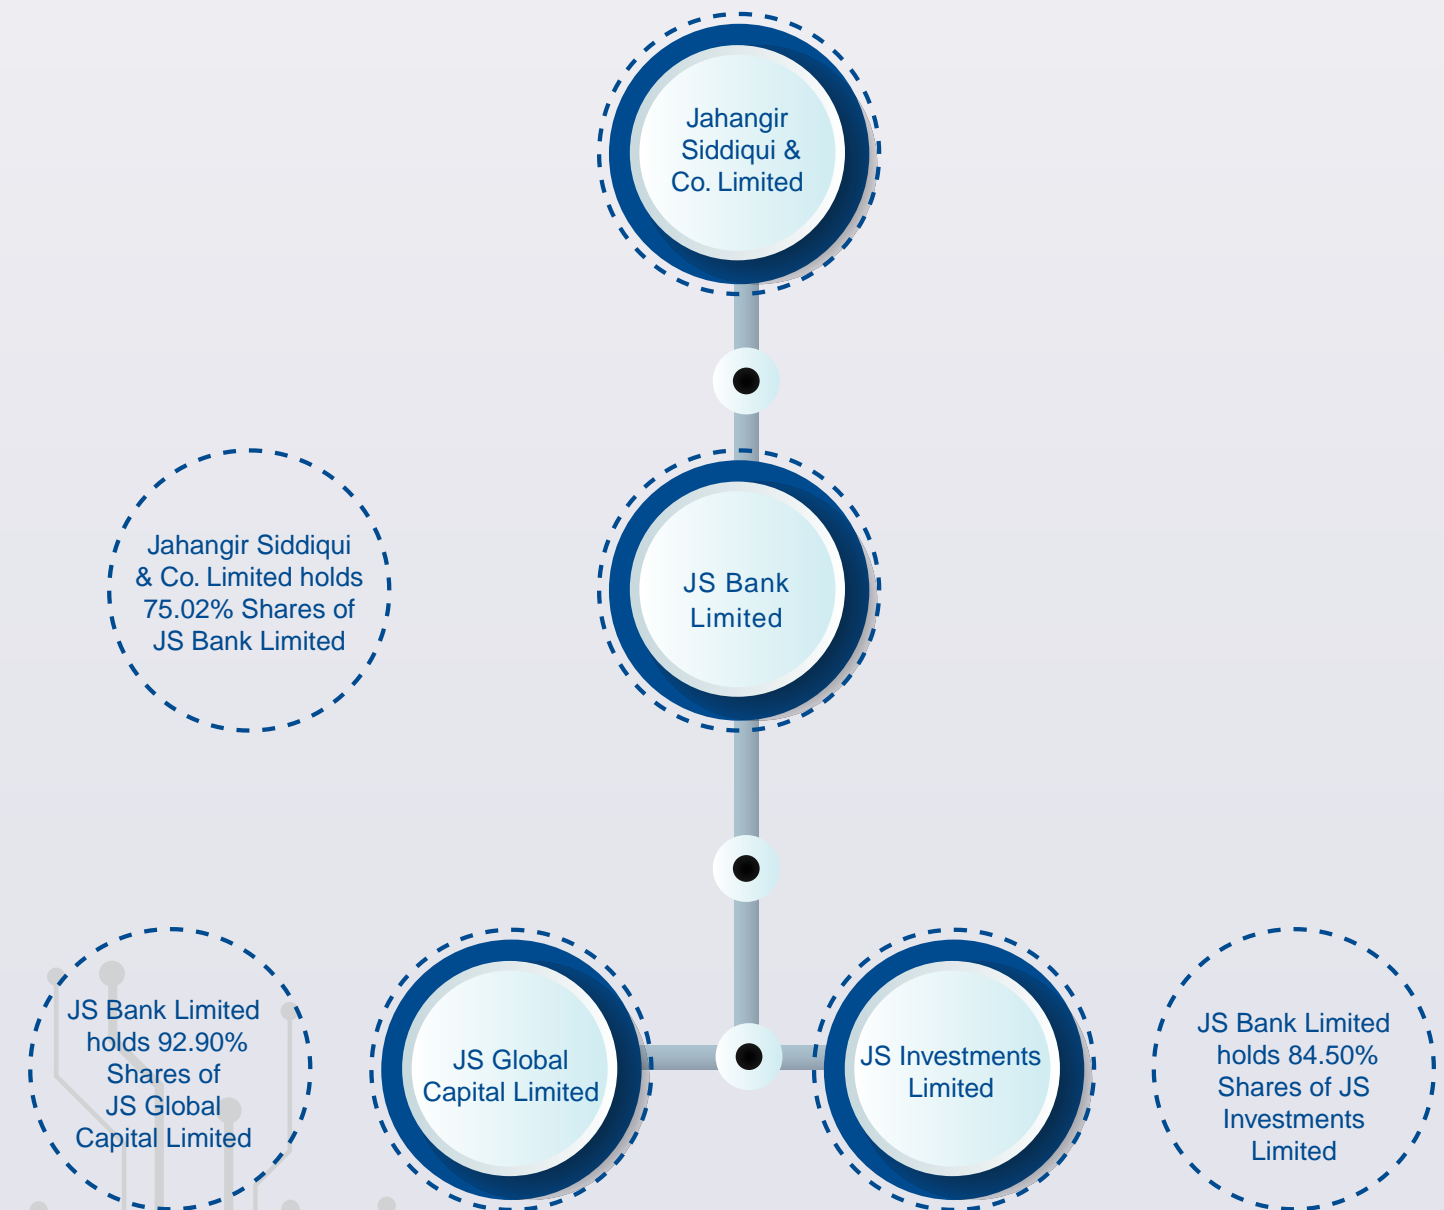 Jahangir
Siddiqui &
Co. Limited
Jahangir Siddiqui
& Co. Limited holds
75.02% Shares of
JS Bank Limited
JS Bank
Limited
JS Bank Limited
holds 92.90%
Shares of
JS Global
Capital Limited
JS Global
Capital Limited
JS Investments
Limited
JS Bank Limited
holds 84.50%
Shares of JS
Investments
Limited